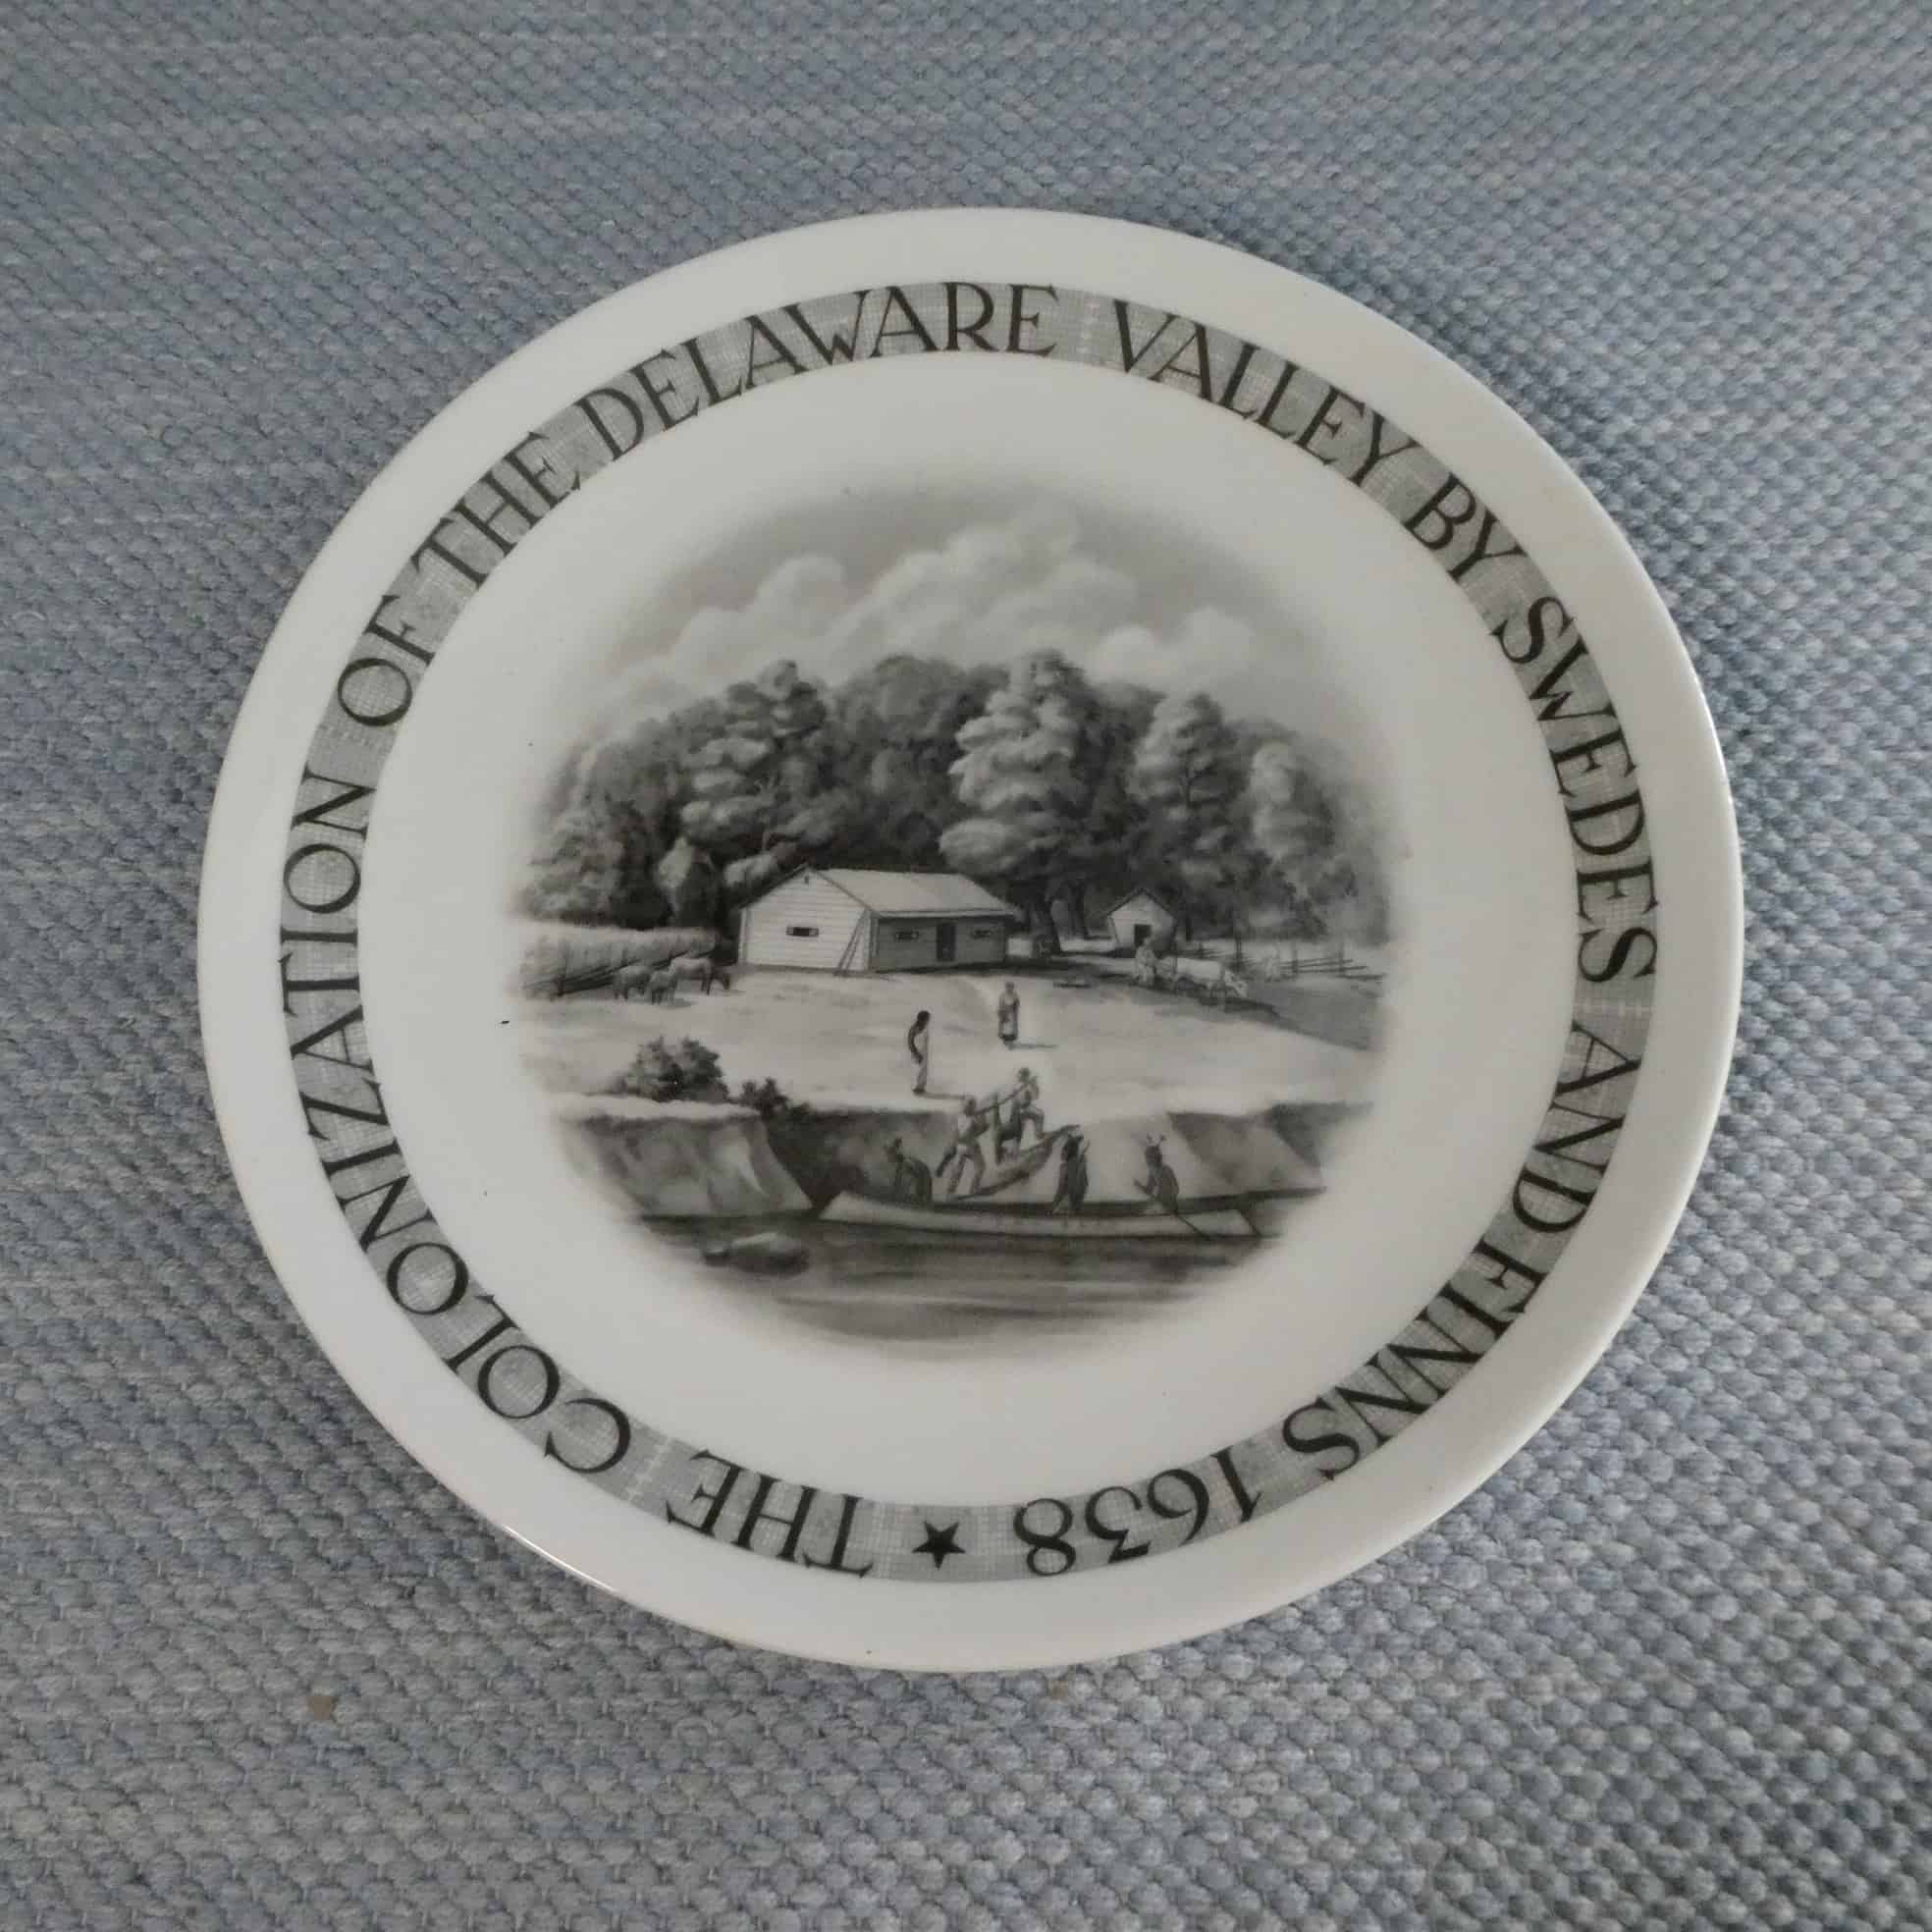 THE COLONIZATION OF THE DELAWARE VALLEY BY SWEDES AND FINNS 1638 ★